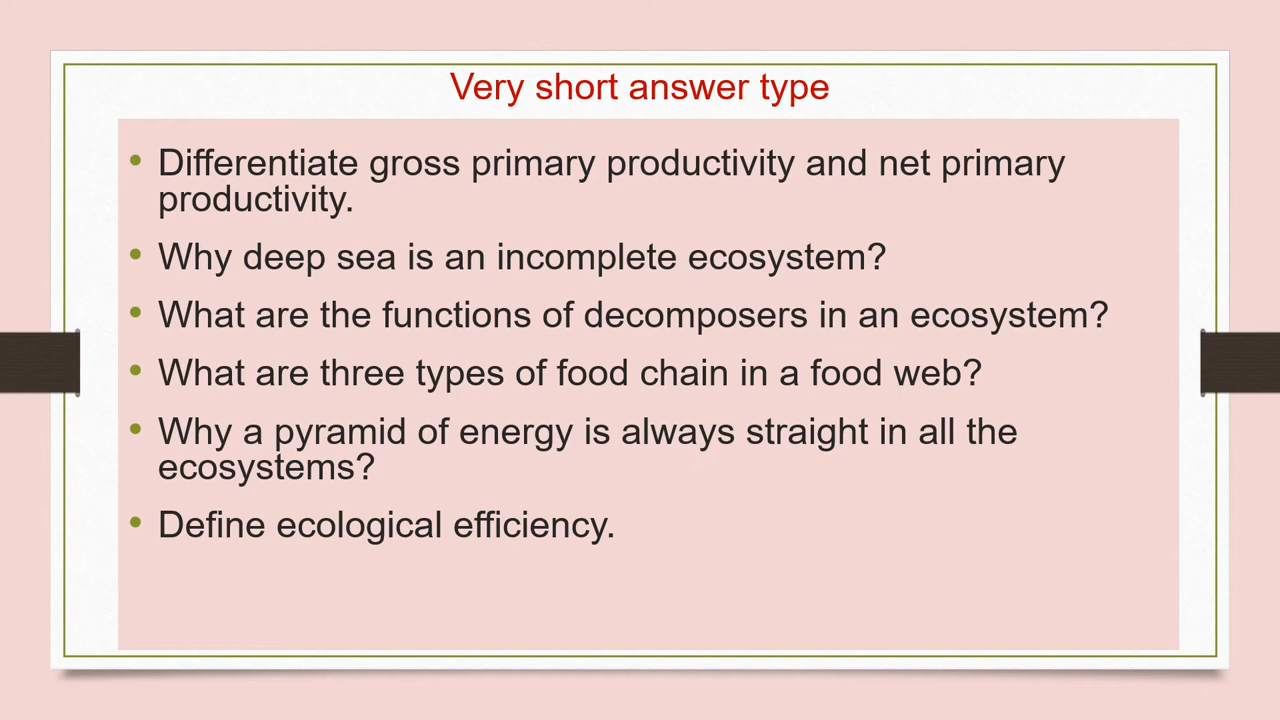 Very short answer type
• Differentiate gross primary productivity and net primary
productivity.
• Why deep sea is an incomplete ecosystem?
• What are the functions of decomposers in an ecosystem?
• What are three types of food chain in a food web?
• Why a pyramid of energy is always straight in all the
ecosystems?
• Define ecological efficiency.